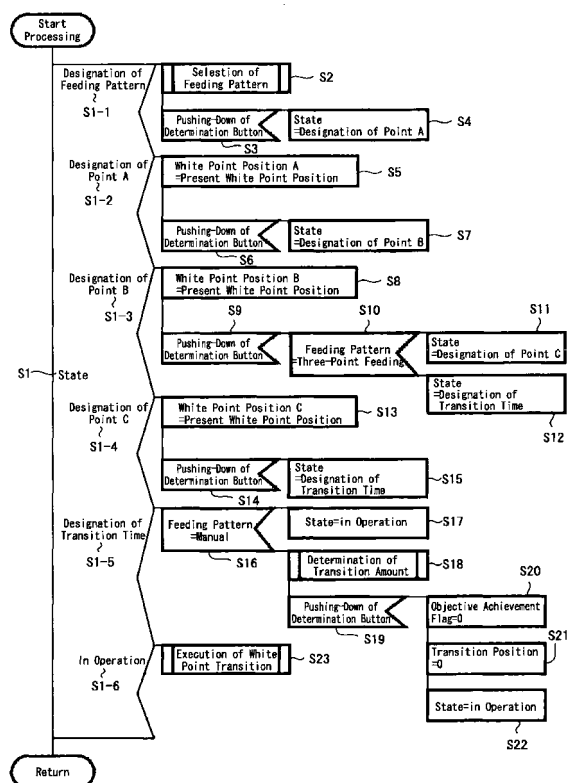 Start
Processing
Designation of
Feeding Pattern
S1-1
Selestion of
Feeding Pattern
S2
Pushing-Down of
Determination Button
S3
State
=Designation of Point A
S4
Designation of
Point A
S1-2
White Point Position A
=Present White Point Position
S5
Pushing-Down of
Determination Button
S6
State
=Designation of Point B
S7
Designation of
Point B
S1-3
White Point Position B
=Present White Point Position
S8
S9
S10
S11
Pushing-Down of
Determination Button
Feeding Pattern
=Three-Point Feeding
State
=Designation of Point C
State
=Designation of
Transition Time
S12
S1
State
Designation of
Point C
S1-4
White Point Position C
=Present White Point Position
S13
Pushing-Down of
Determination Button
S14
State
=Designation of
Transition Time
S15
Designation of
Transition Time
S1-5
Feeding Pattern
=Manual
S16
State=in Operation
S17
Determination of
Transition Amount
S18
Pushing-Down of
Determination Button
S19
S20
Objective Achievement
Flag=0
S21
Transition Position
=0
State=in Operation
S22
In Operation
S1-6
Execution of White
Point Transition
S23
Return